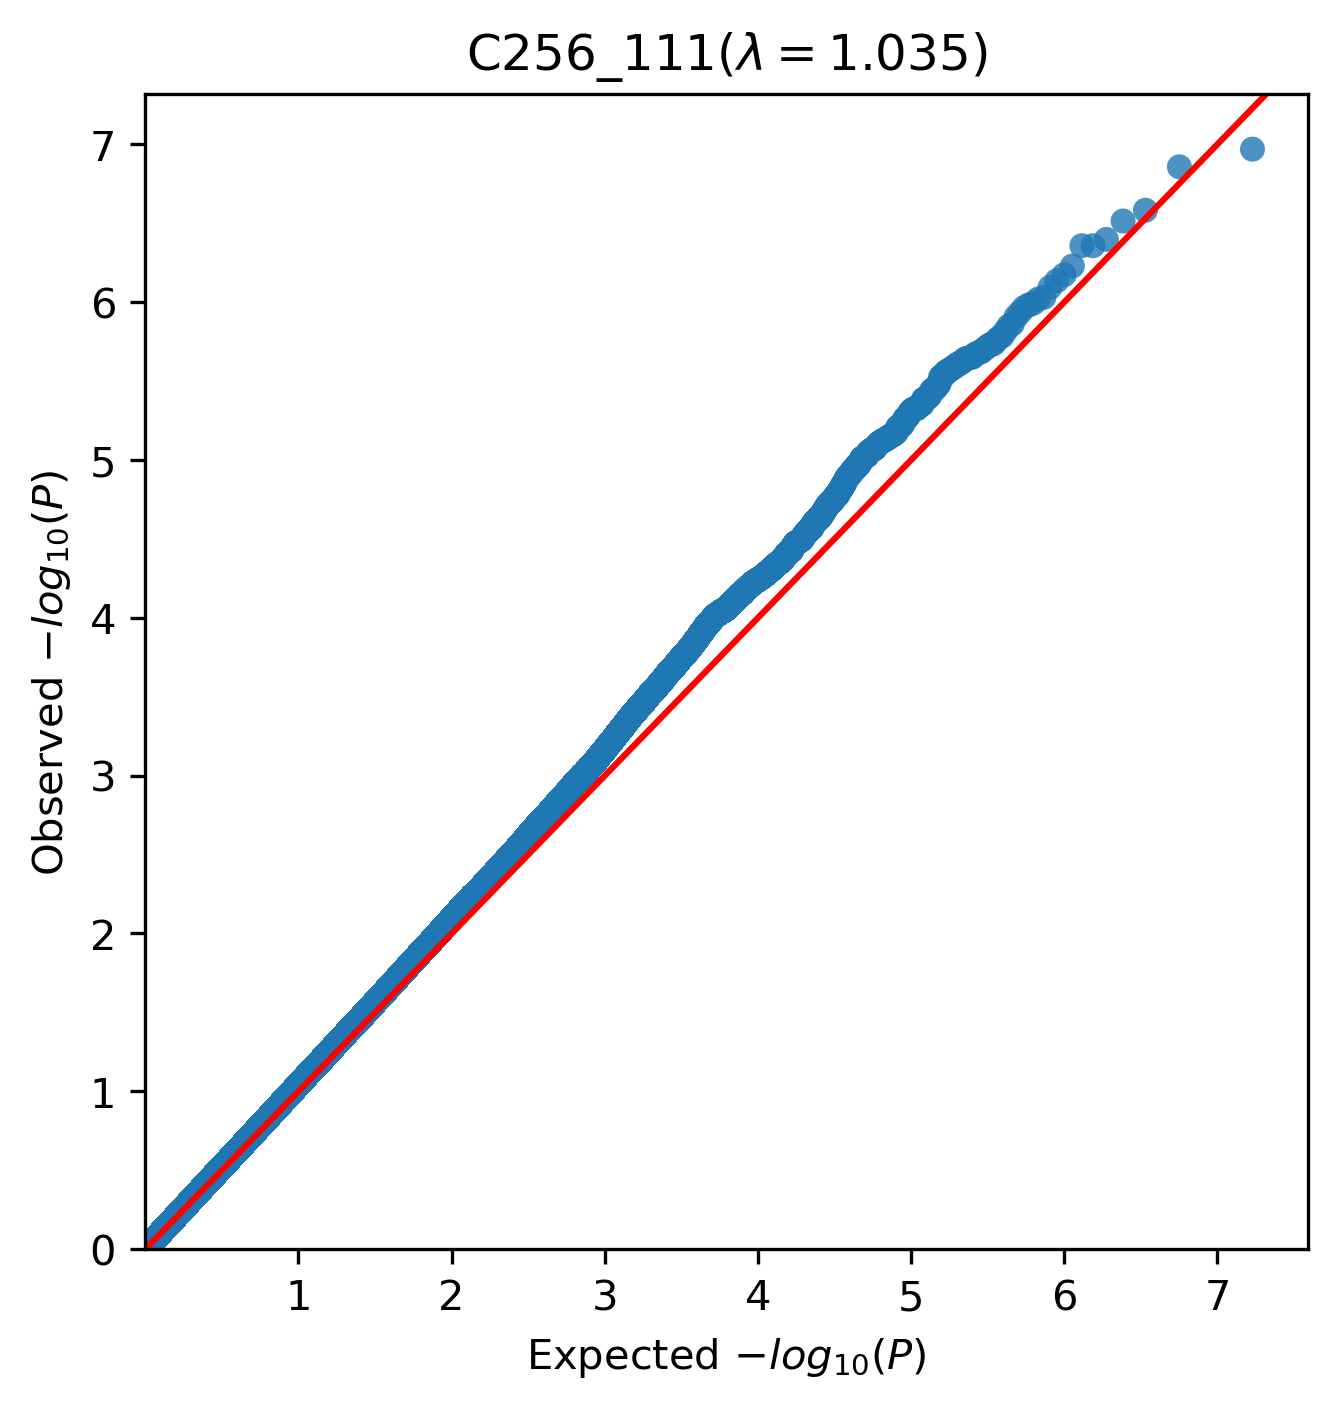 C256_111(λ = 1.035)
7
6
5
4
3
2
1
0
Observed −log₁₀(P)
1 2 3 4 5 6 7
Expected −log₁₀(P)